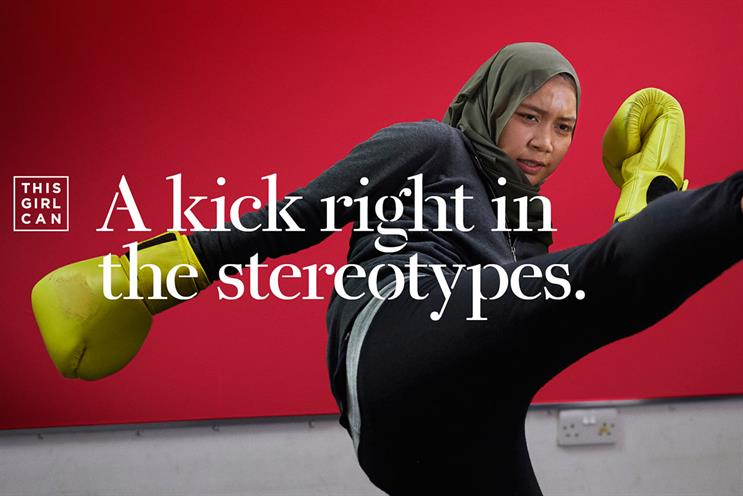 THIS
GIRL
CAN
A kick right in
the stereotypes.